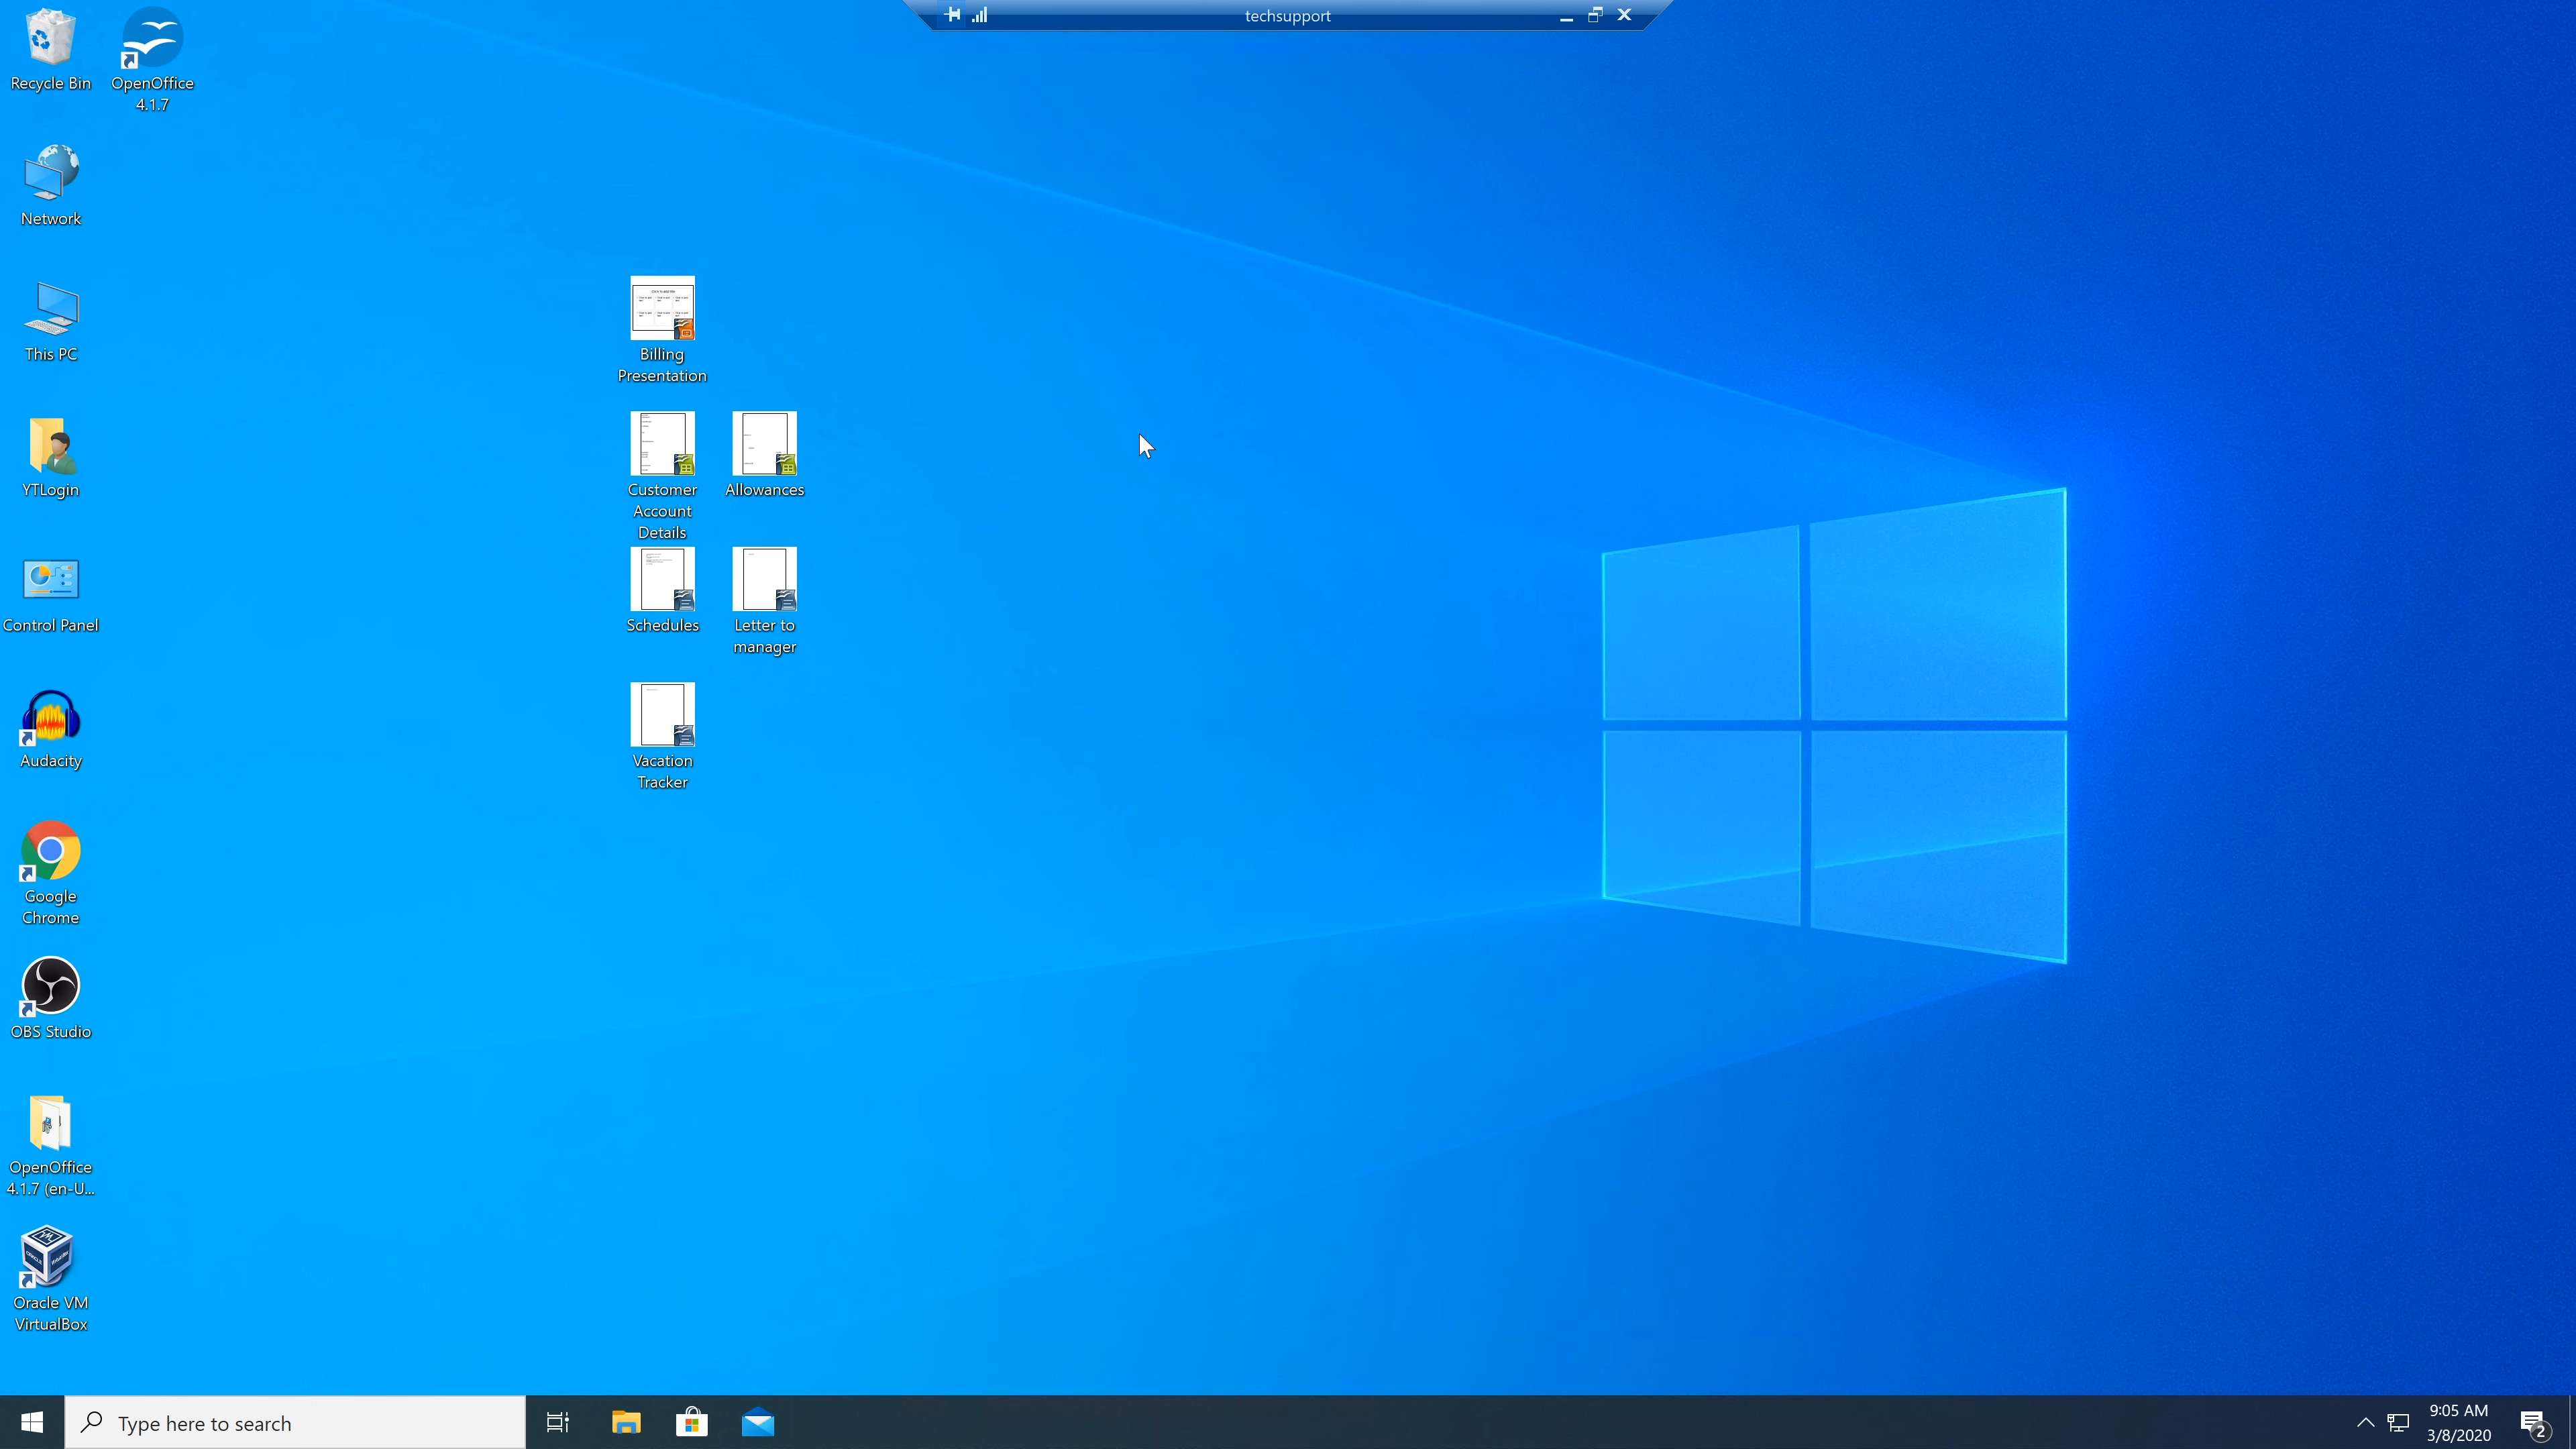 techsupport
Recycle Bin
OpenOffice
4.1.7
Network
This PC
YTLogin
Control Panel
Audacity
Google
Chrome
OBS Studio
OpenOffice
4.1.7 (en-U...
Oracle VM
VirtualBox
Billing
Presentation
Customer
Account
Details
Allowances
Schedules
Letter to
manager
Vacation
Tracker
Type here to search
9:05 AM
3/8/2020
2